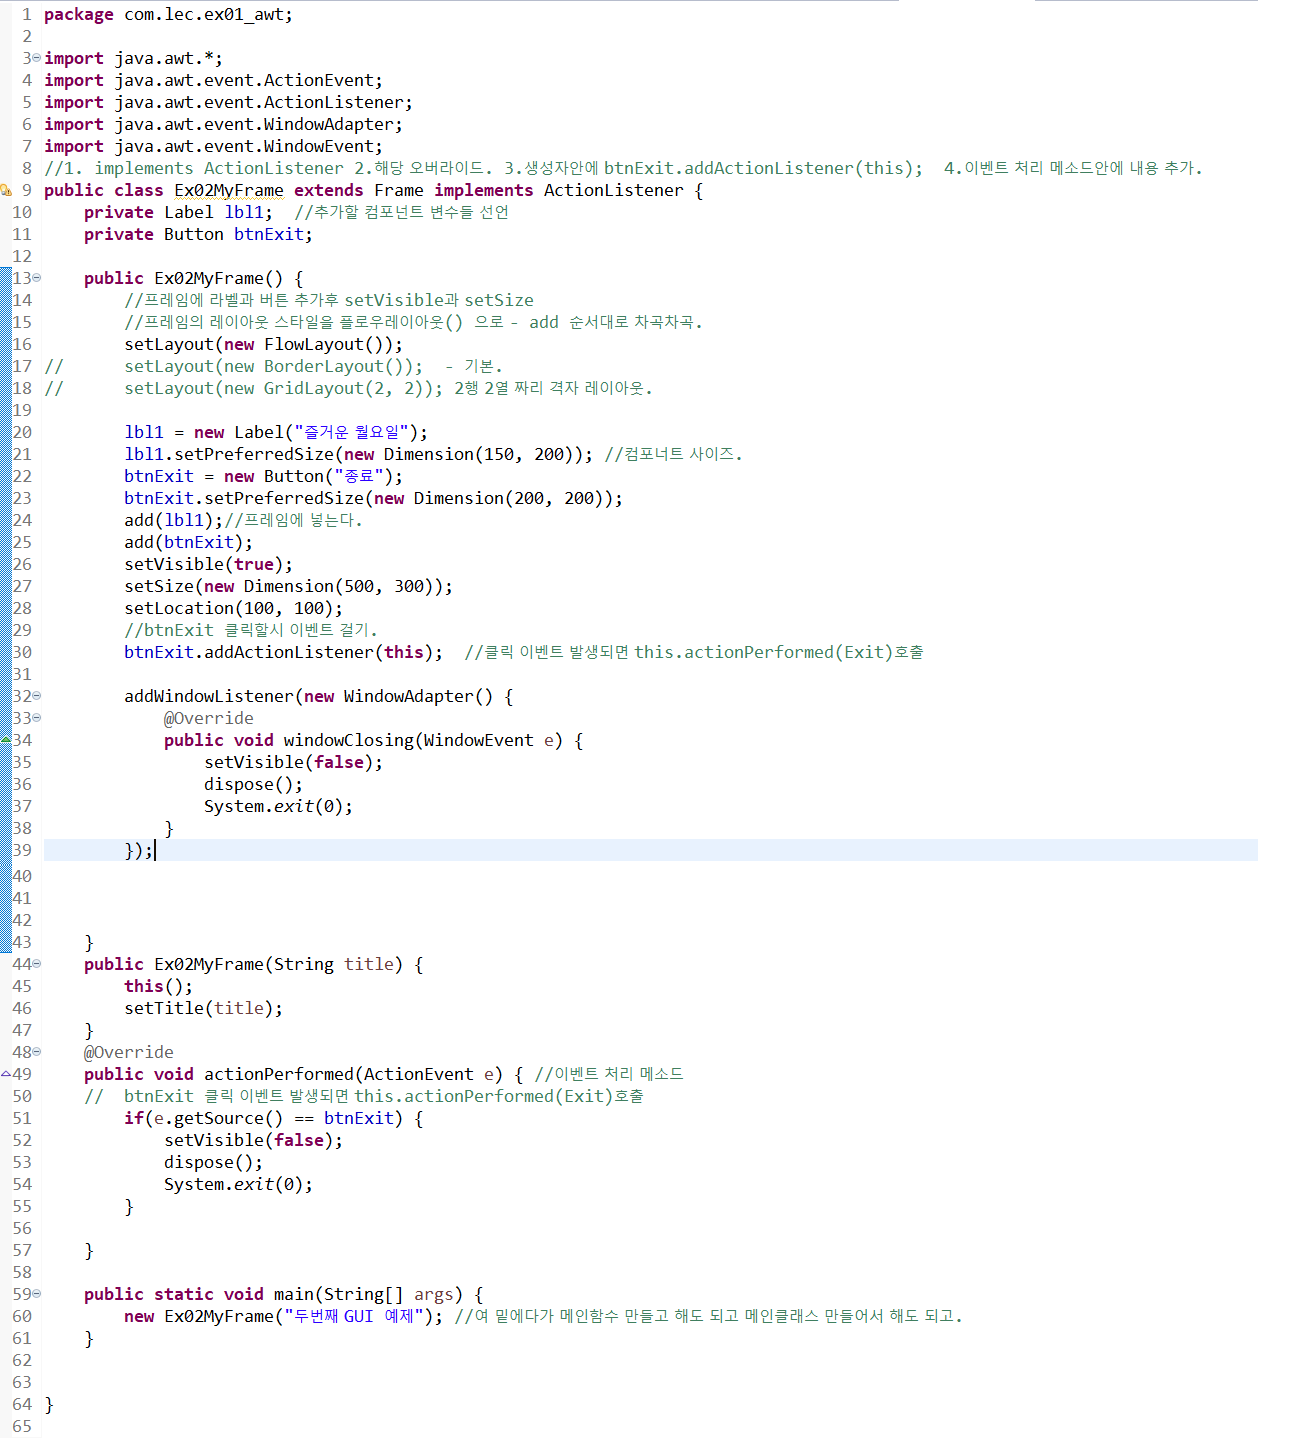 1 package com.lec.ex01_awt;
2
3 import java.awt.*;
4 import java.awt.event.ActionEvent;
5 import java.awt.event.ActionListener;
6 import java.awt.event.WindowAdapter;
7 import java.awt.event.WindowEvent;
8 //1. implements ActionListener 2.해당 오버라이드. 3.생성자안에 btnExit.addActionListener(this);  4.이벤트 처리 메소드안에 내용 추가.
9 public class Ex02MyFrame extends Frame implements ActionListener {
10     private Label lbl1;  //추가할 컴포넌트 변수들 선언
11     private Button btnExit;
12
13     public Ex02MyFrame() {
14         //프레임에 라벨과 버튼 추가후 setVisible과 setSize
15         //프레임의 레이아웃 스타일을 플로우레이아웃() 으로 - add 순서대로 차곡차곡.
16         setLayout(new FlowLayout());
17 //      setLayout(new BorderLayout());  - 기본.
18 //      setLayout(new GridLayout(2, 2)); 2행 2열 짜리 격자 레이아웃.
19
20         lbl1 = new Label("즐거운 월요일");
21         lbl1.setPreferredSize(new Dimension(150, 200)); //컴포너트 사이즈.
22         btnExit = new Button("종료");
23         btnExit.setPreferredSize(new Dimension(200, 200));
24         add(lbl1);//프레임에 넣는다.
25         add(btnExit);
26         setVisible(true);
27         setSize(new Dimension(500, 300));
28         setLocation(100, 100);
29         //btnExit 클릭할시 이벤트 걸기.
30         btnExit.addActionListener(this);  //클릭 이벤트 발생되면 this.actionPerformed(Exit)호출
31
32         addWindowListener(new WindowAdapter() {
33             @Override
34             public void windowClosing(WindowEvent e) {
35                 setVisible(false);
36                 dispose();
37                 System.exit(0);
38             }
39         });
40
41
42
43     }
44     public Ex02MyFrame(String title) {
45         this();
46         setTitle(title);
47     }
48     @Override
49     public void actionPerformed(ActionEvent e) { //이벤트 처리 메소드
50     //  btnExit 클릭 이벤트 발생되면 this.actionPerformed(Exit)호출
51         if(e.getSource() == btnExit) {
52             setVisible(false);
53             dispose();
54             System.exit(0);
55         }
56
57     }
58
59     public static void main(String[] args) {
60         new Ex02MyFrame("두번째 GUI 예제"); //여 밑에다가 메인함수 만들고 해도 되고 메인클래스 만들어서 해도 되고.
61     }
62
63
64 }
65